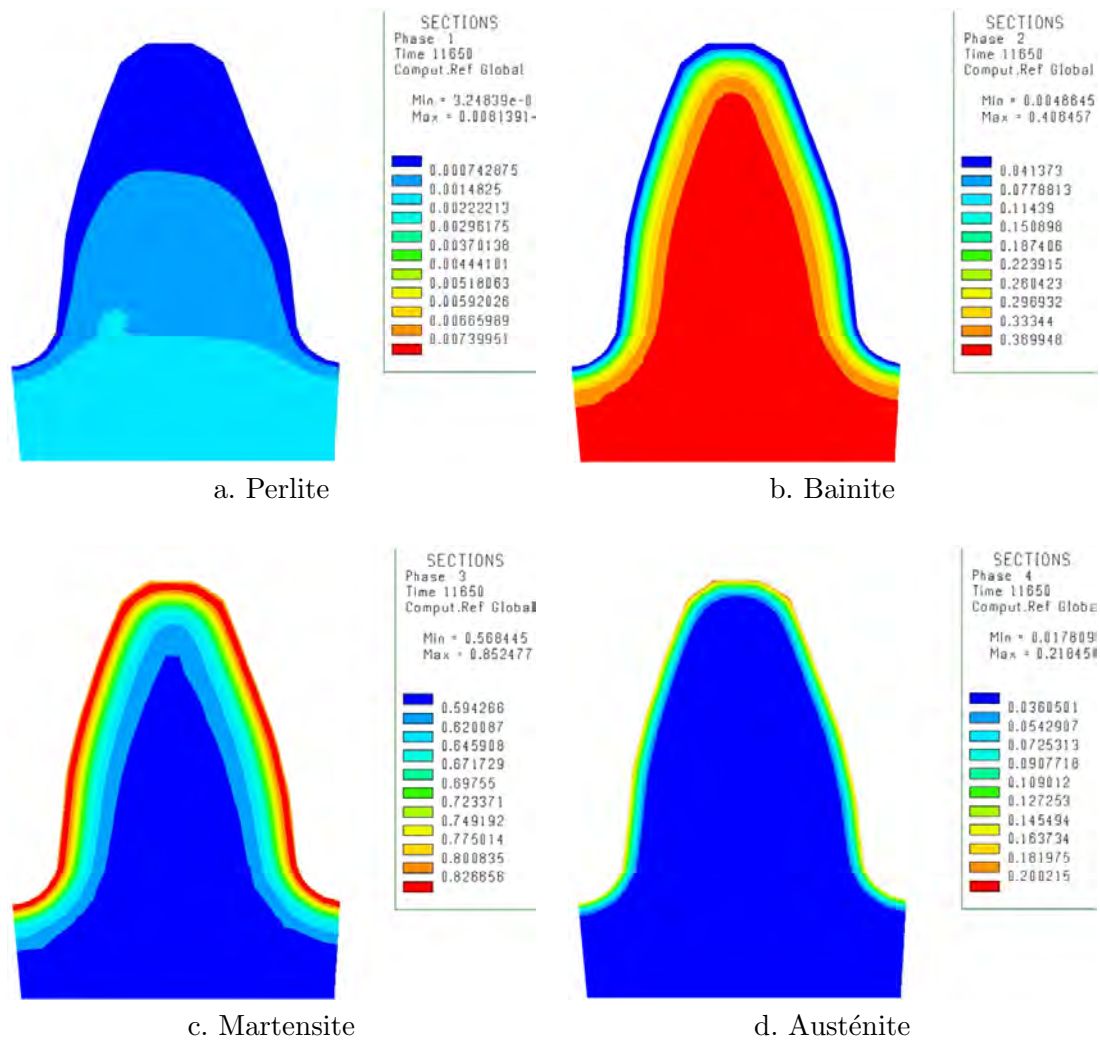 SECTIONS
Phase 1
Time 11650
Comput.Ref Global
Min = 3.24839e-0
Max = 0.0081391
0.000742875
0.0014825
0.00222213
0.00296175
0.00370138
0.00444101
0.00518063
0.00592026
0.00665989
0.00739951
a. Perlite
SECTIONS
Phase 2
Time 11650
Comput.Ref Global
Min = 0.0048645
Max = 0.406457
0.041373
0.0778813
0.11439
0.150898
0.187406
0.223915
0.260423
0.296932
0.33344
0.369948
b. Bainite
SECTIONS
Phase 3
Time 11650
Comput.Ref Global
Min = 0.568445
Max = 0.852477
0.594266
0.620087
0.645908
0.671729
0.69755
0.723371
0.749192
0.775014
0.800835
0.826656
c. Martensite
SECTIONS
Phase 4
Time 11650
Comput.Ref Globa
Min = 0.017809
Max = 0.21845
0.0360501
0.0542907
0.0725313
0.0907718
0.109012
0.127253
0.145494
0.163734
0.181975
0.200215
d. Austénite